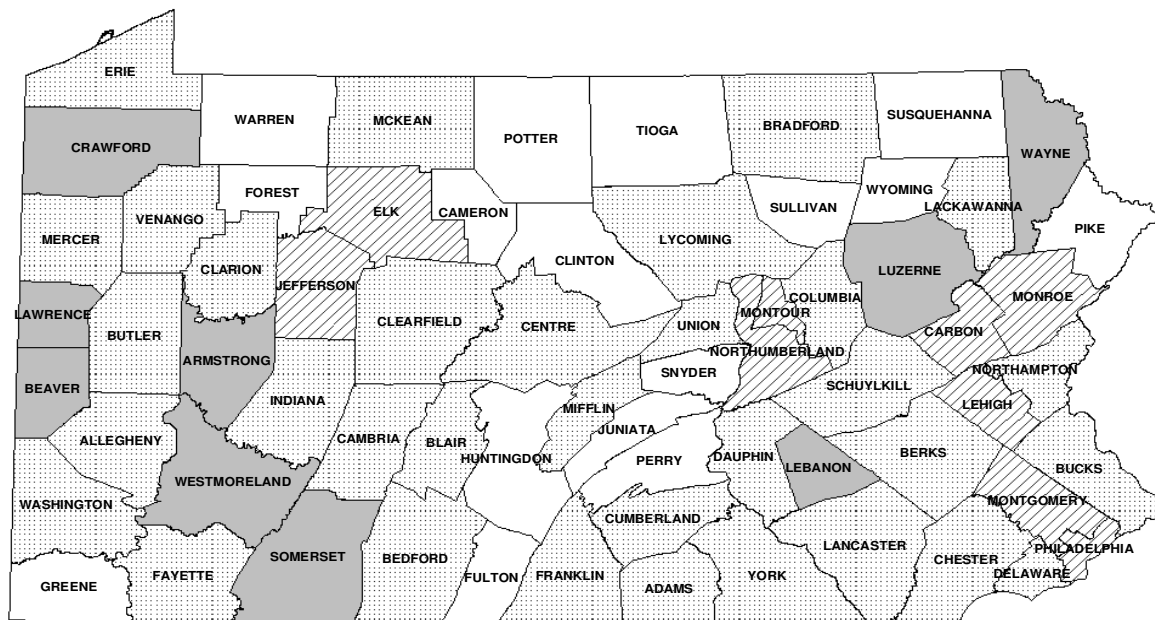 ERIE
WARREN
MCKEAN
POTTER
TIOGA
BRADFORD
SUSQUEHANNA
CRAWFORD
WAYNE
FOREST
ELK
CAMERON
VENANGO
WYOMING
LACKAWANNA
SULLIVAN
MERCER
LYCOMING
PIKE
CLARION
CLINTON
LUZERNE
JEFFERSON
MONROE
COLUMBIA
LAWRENCE
MONTOUR
CLEARFIELD
CENTRE
UNION
CARBON
BUTLER
ARMSTRONG
NORTHUMBERLAND
SNYDER
NORTHAMPTON
BEAVER
SCHUYLKILL
INDIANA
LEHIGH
MIFFLIN
JUNIATA
ALLEGHENY
CAMBRIA
BLAIR
HUNTINGDON
PERRY
DAUPHIN
LEBANON
BERKS
BUCKS
WESTMORELAND
MONTGOMERY
WASHINGTON
CUMBERLAND
PHILADELPHIA
LANCASTER
SOMERSET
BEDFORD
CHESTER
FAYETTE
FULTON
FRANKLIN
YORK
DELAWARE
GREENE
ADAMS